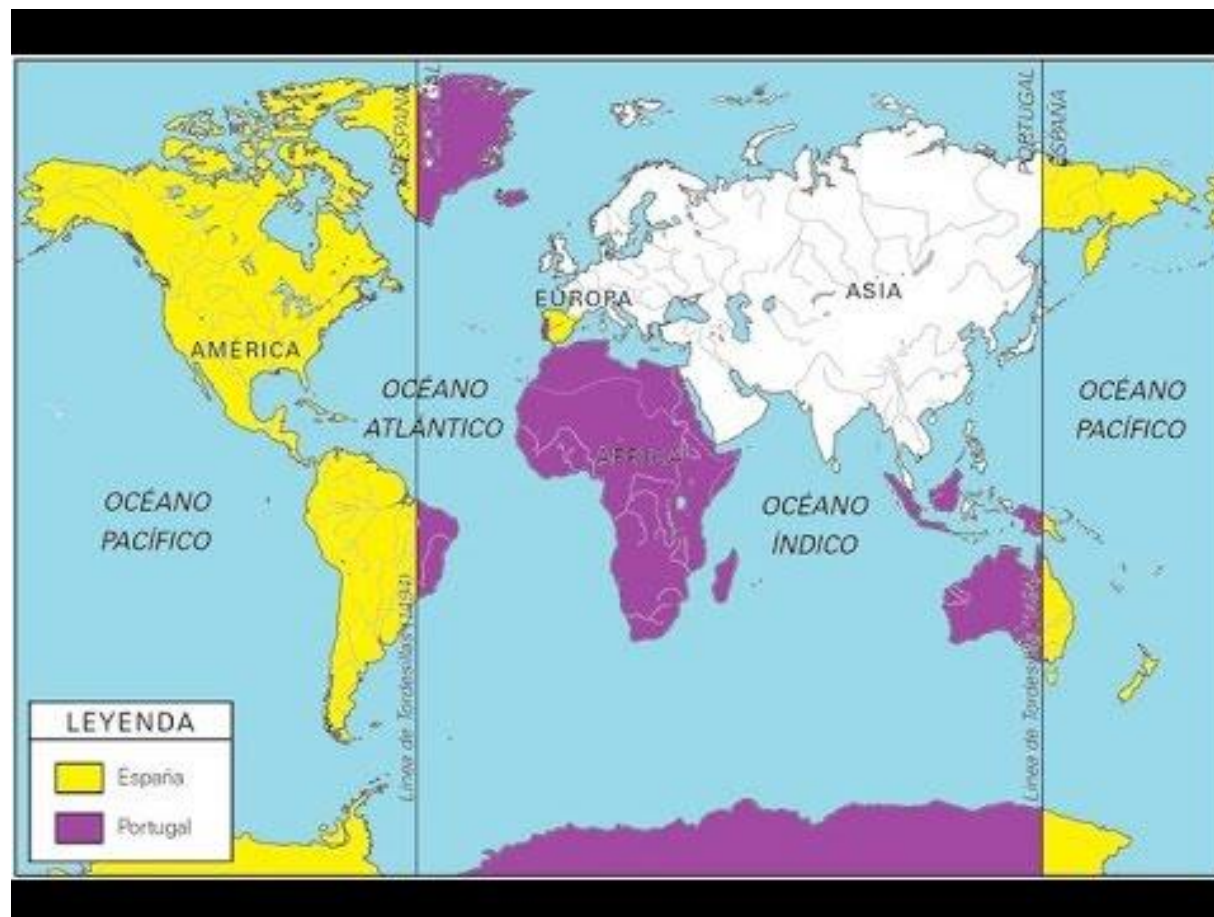 ESPAÑA
PORTUGAL
ESPAÑA
EUROPA
ASIA
AMÉRICA
OCÉANO
ATLÁNTICO
OCÉANO
PACÍFICO
ÁFRICA
OCÉANO
PACÍFICO
OCÉANO
ÍNDICO
Línea de Tordesillas (1494)
Línea de Tordesillas
LEYENDA
España
Portugal